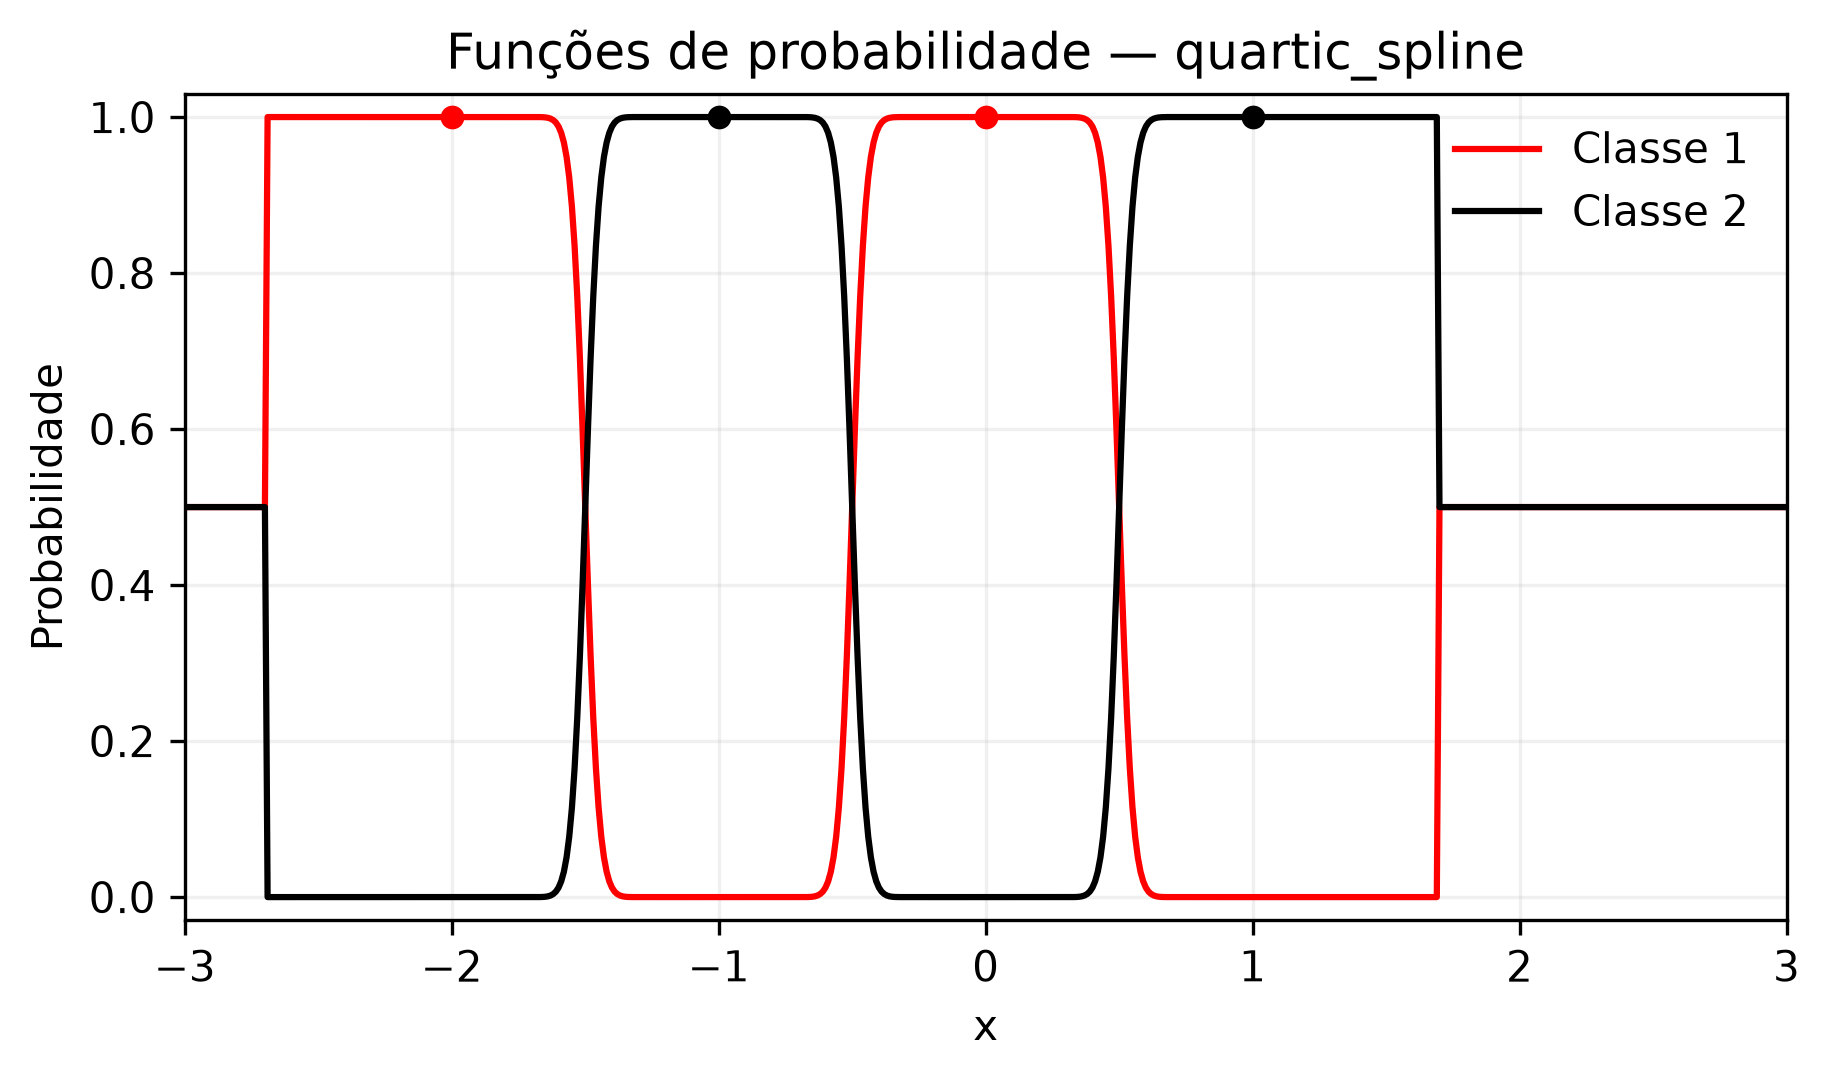 Funções de probabilidade — quartic_spline
Classe 1
Classe 2
Probabilidade
1.0
0.8
0.6
0.4
0.2
0.0
−3 −2 −1 0 1 2 3
x